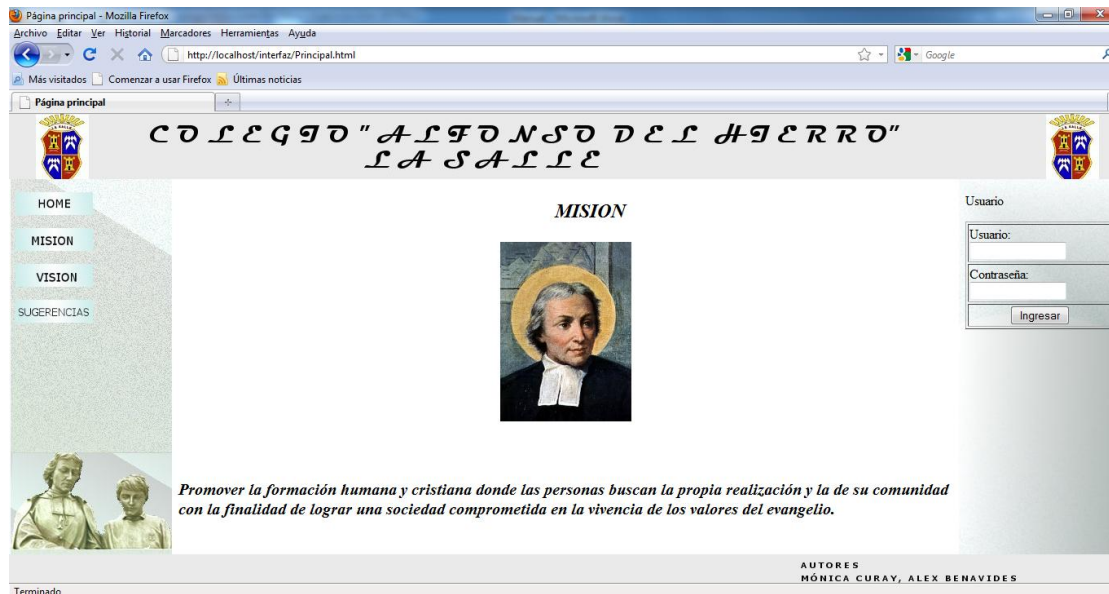 Página principal - Mozilla Firefox
Archivo Editar Ver Historial Marcadores Herramientas Ayuda
http://localhost/interfaz/Principal.html
Google
Más visitados Comenzar a usar Firefox Últimas noticias
Página principal
COLEGIO "ALFONSO DEL HIERRO"
LA SALLE
HOME
MISION
VISION
SUGERENCIAS
MISION
Usuario
Usuario:
Contraseña:
Ingresar
Promover la formación humana y cristiana donde las personas buscan la propia realización y la de su comunidad
con la finalidad de lograr una sociedad comprometida en la vivencia de los valores del evangelio.
AUTORES
MÓNICA CURAY, ALEX BENAVIDES
Terminado